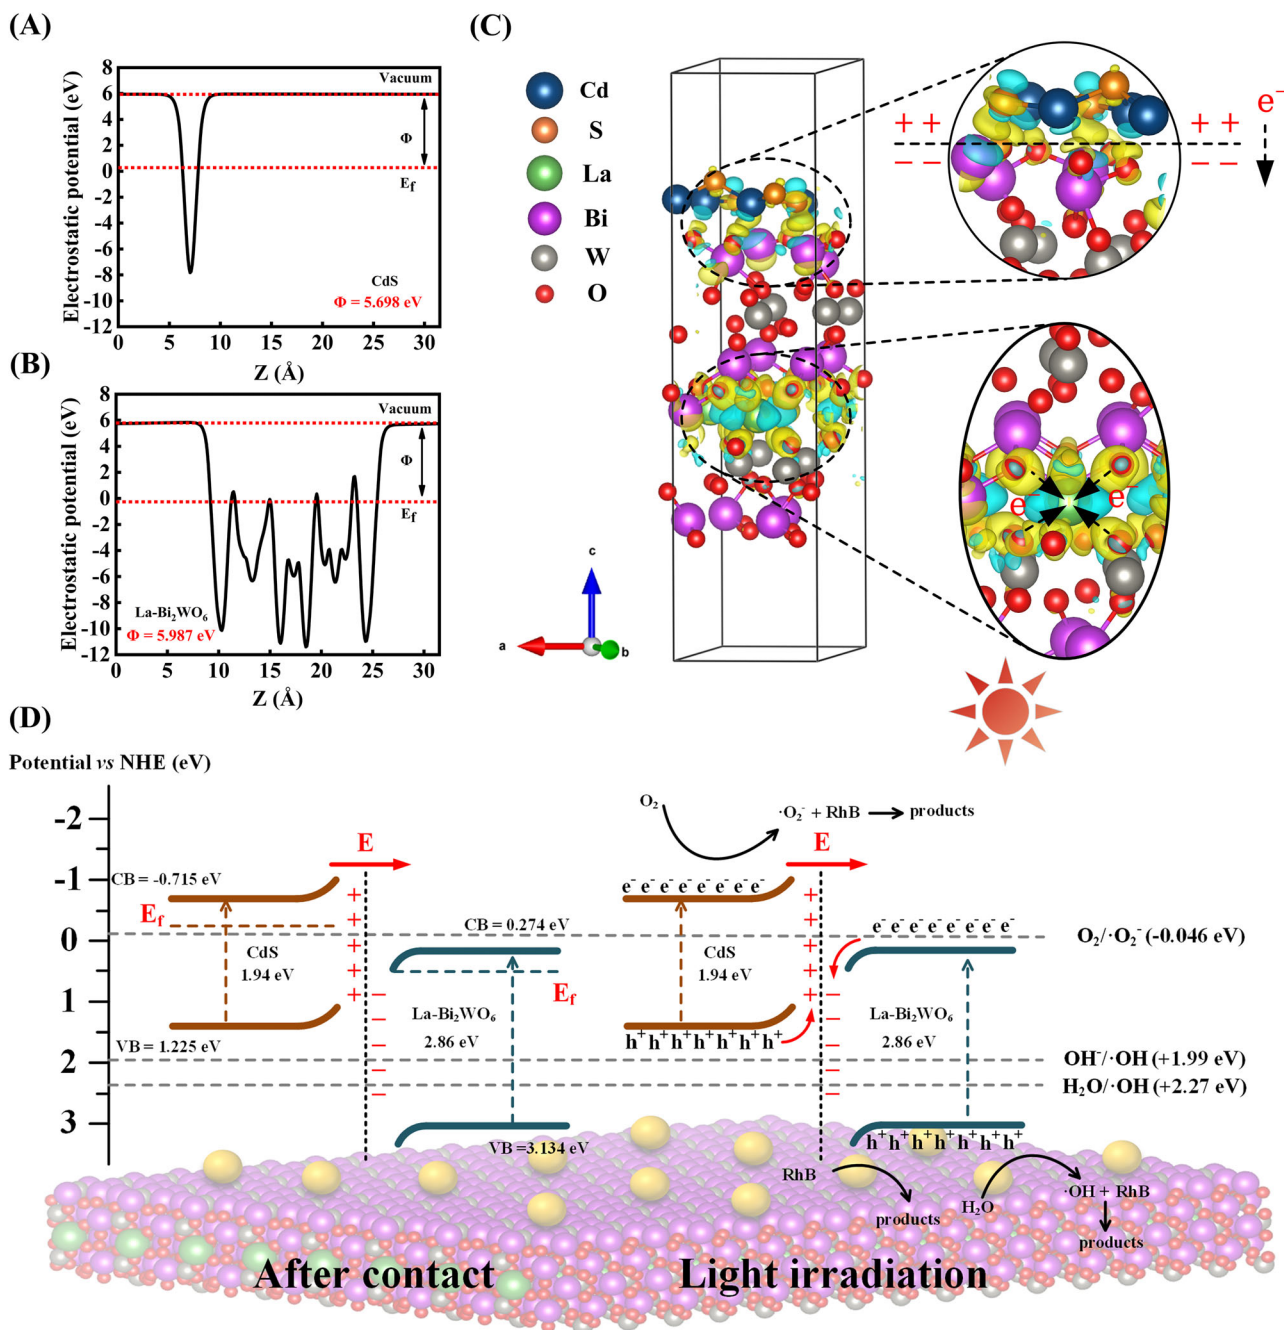 (A)
Electrostatic potential (eV)
8
6
4
2
0
-2
-4
-6
-8
-10
-12
Vacuum
Φ
E_f
CdS
Φ = 5.698 eV
0 5 10 15 20 25 30
Z (Å)
(B)
Electrostatic potential (eV)
8
6
4
2
0
-2
-4
-6
-8
-10
-12
Vacuum
Φ
E_f
La-Bi₂WO₆
Φ = 5.987 eV
0 5 10 15 20 25 30
Z (Å)
(C)
Cd
S
La
Bi
W
O
c
a
b
+ + + +
− − − −
e⁻
e⁻ e⁻
(D)
Potential vs NHE (eV)
-2
-1
0
1
2
3
E
CB = -0.715 eV
E_f
CdS
1.94 eV
VB = 1.225 eV
+
+
+
+
+
−
−
−
−
−
CB = 0.274 eV
E_f
La-Bi₂WO₆
2.86 eV
VB =3.134 eV
After contact
O₂
·O₂⁻ + RhB
products
E
e⁻ e⁻ e⁻ e⁻ e⁻ e⁻ e⁻
CdS
1.94 eV
h⁺ h⁺ h⁺ h⁺ h⁺ h⁺ h⁺
+
+
+
+
+
−
−
−
−
−
e⁻ e⁻ e⁻ e⁻ e⁻ e⁻ e⁻
La-Bi₂WO₆
2.86 eV
h⁺ h⁺ h⁺ h⁺ h⁺ h⁺ h⁺
O₂/·O₂⁻ (-0.046 eV)
OH⁻/·OH (+1.99 eV)
H₂O/·OH (+2.27 eV)
RhB
products
H₂O
·OH + RhB
products
Light irradiation